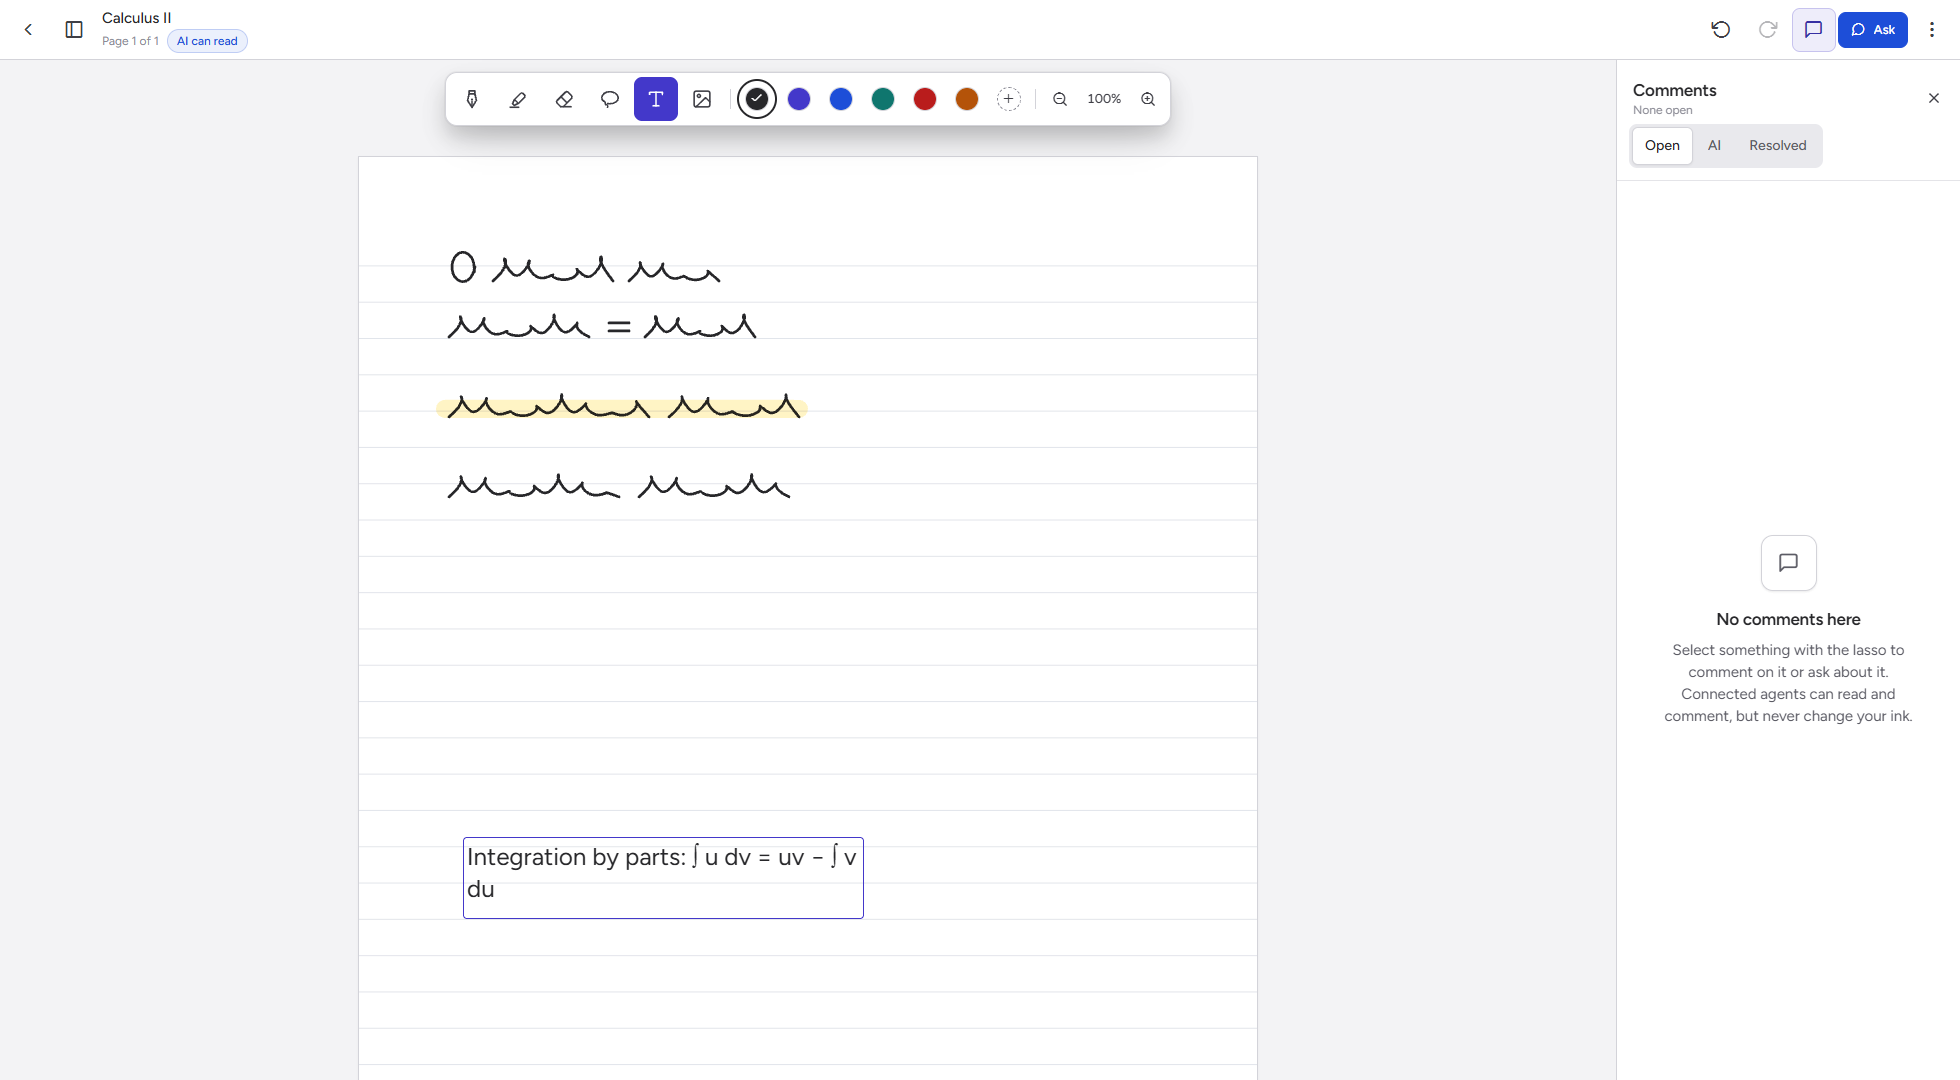 Calculus II
Page 1 of 1 AI can read
Ask
100%
Comments
None open
Open AI Resolved
Integration by parts: ∫ u dv = uv − ∫ v
du
No comments here
Select something with the lasso to
comment on it or ask about it.
Connected agents can read and
comment, but never change your ink.